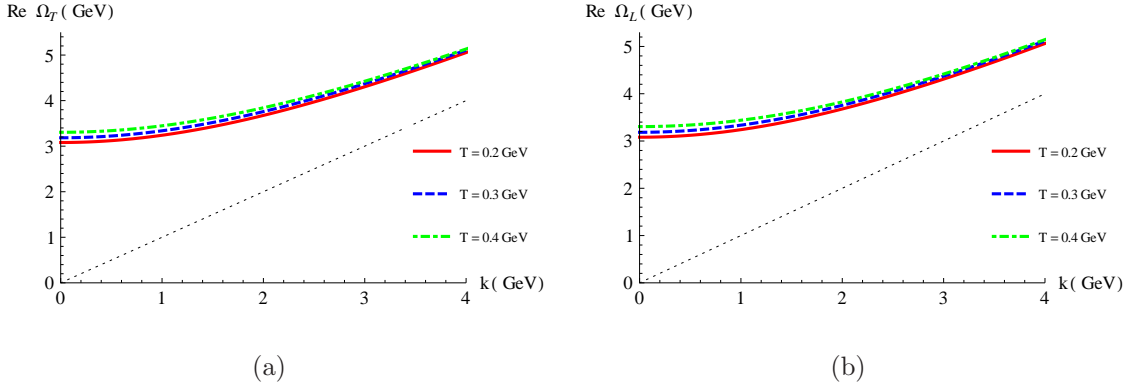 Re Ω_T ( GeV)
5
4
3
2
1
0
0 1 2 3 4
k ( GeV)
T = 0.2 GeV
T = 0.3 GeV
T = 0.4 GeV
(a)
Re Ω_L ( GeV)
5
4
3
2
1
0
0 1 2 3 4
k ( GeV)
T = 0.2 GeV
T = 0.3 GeV
T = 0.4 GeV
(b)